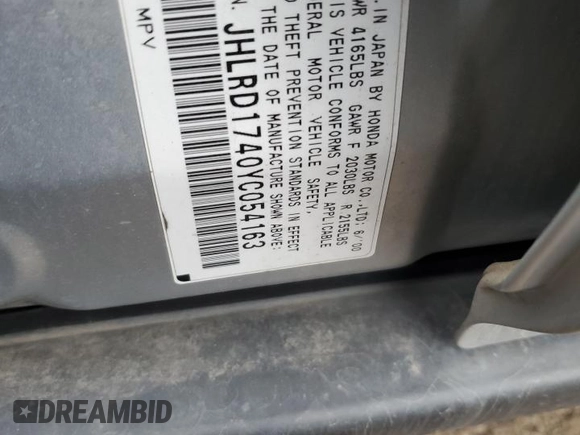 . IN JAPAN BY HONDA MOTOR CO.,LTD; 6/'00
WR 4165LBS GAWR F 2030LBS R 2155LBS
IS VEHICLE CONFORMS TO ALL APPLICABLE
ERAL MOTOR VEHICLE SAFETY,
D THEFT PREVENTION STANDARDS IN EFFECT
THE DATE OF MANUFACTURE SHOWN ABOVE:
N. JHLRD1740YC054163
MPV
DREAMBID